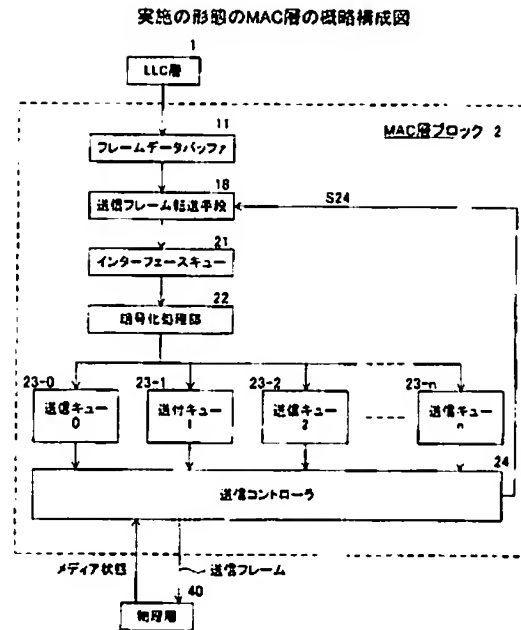 実施の形態のMAC層の概略構成図
1
LLC層
11
MAC層ブロック 2
フレームデータバッファ
18
送信フレーム転送手段
S24
21
インターフェースキュー
22
暗号化処理部
23-0
23-1
23-2
23-n
送信キュー
0
送付キュー
1
送信キュー
2
送信キュー
n
24
送信コントローラ
メディア状態
送信フレーム
40
物理層